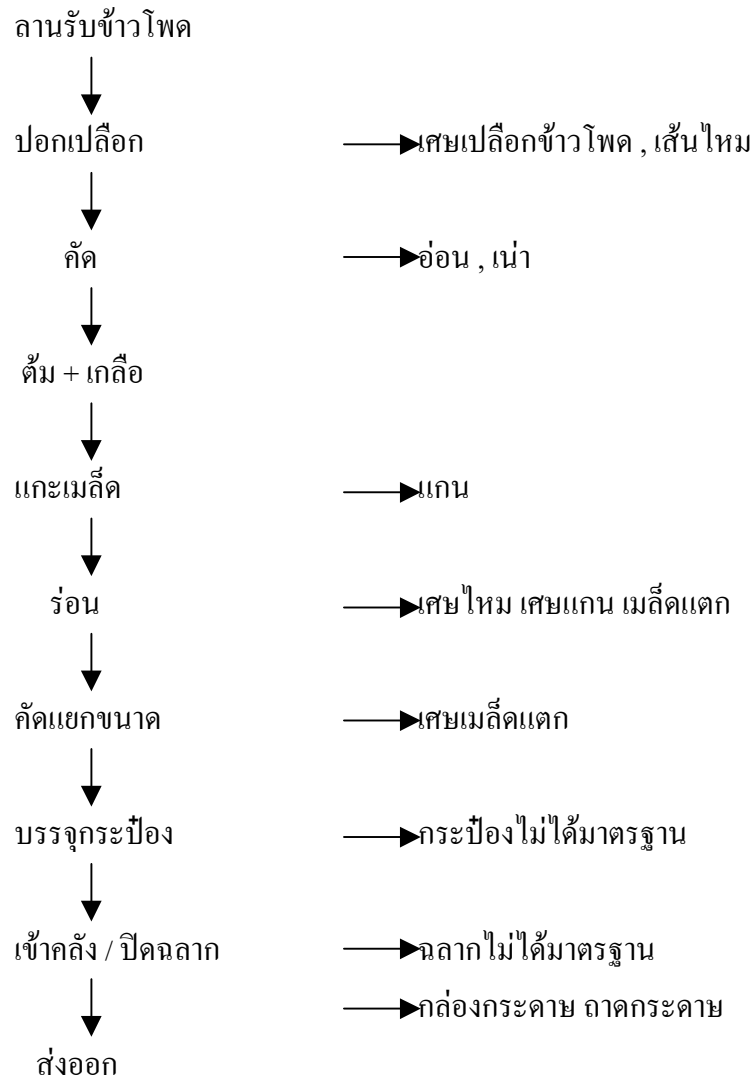 ลานรับข้าวโพด
ปอกเปลือก เศษเปลือกข้าวโพด , เส้นไหม
คัด อ่อน , เน่า
ต้ม + เกลือ
แกะเมล็ด แกน
ร่อน เศษไหม เศษแกน เมล็ดแตก
คัดแยกขนาด เศษเมล็ดแตก
บรรจุกระป๋อง กระป๋องไม่ได้มาตรฐาน
เข้าคลัง / ปิดฉลาก ฉลากไม่ได้มาตรฐาน
กล่องกระดาษ ถาดกระดาษ
ส่งออก